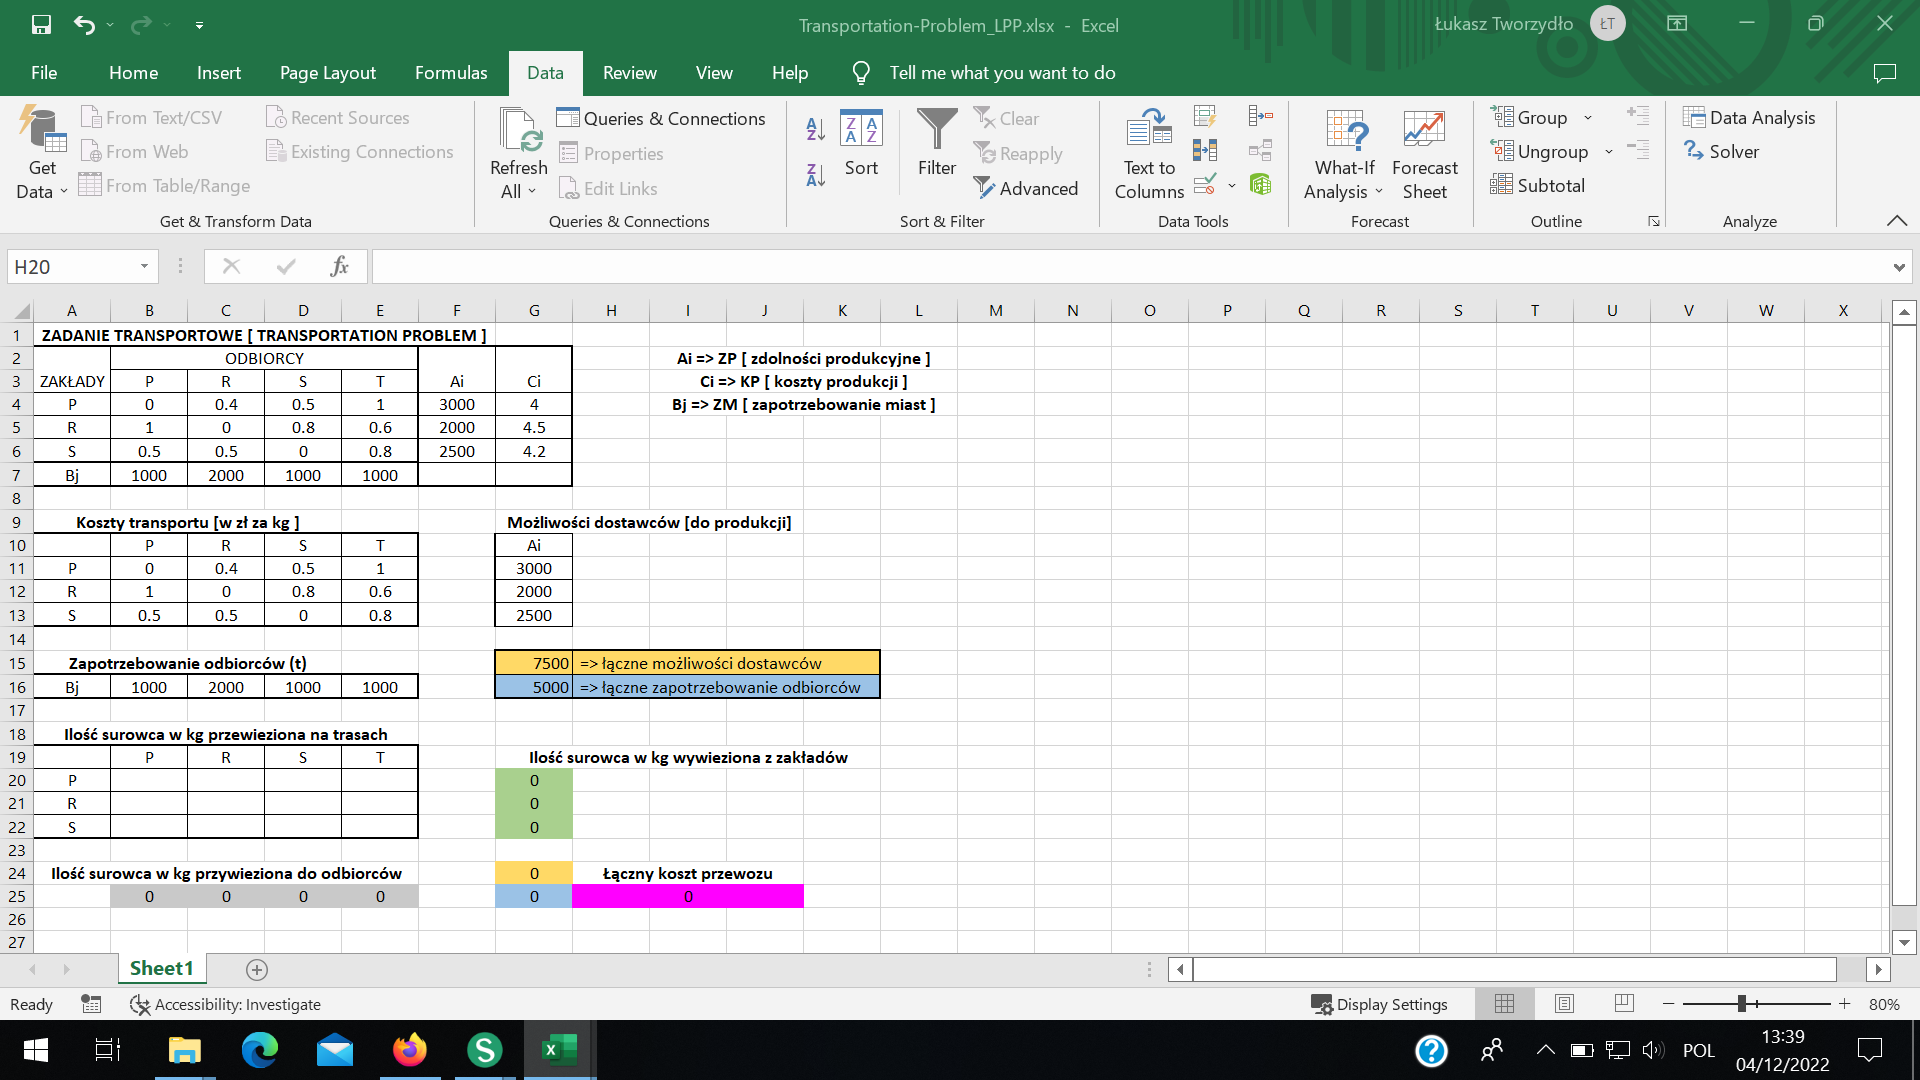 Transportation-Problem_LPP.xlsx - Excel
Łukasz Tworzydło ŁT
File Home Insert Page Layout Formulas Data Review View Help Tell me what you want to do
Get Data
From Text/CSV
From Web
From Table/Range
Recent Sources
Existing Connections
Get & Transform Data
Refresh All
Queries & Connections
Properties
Edit Links
Queries & Connections
Sort
Filter
Clear
Reapply
Advanced
Sort & Filter
Text to Columns
Data Tools
What-If Analysis
Forecast Sheet
Forecast
Group
Ungroup
Subtotal
Outline
Data Analysis
Solver
Analyze
H20 fx
A B C D E F G H I J K L M N O P Q R S T U V W X
1 ZADANIE TRANSPORTOWE [ TRANSPORTATION PROBLEM ]
2 ODBIORCY Ai => ZP [ zdolności produkcyjne ]
3 ZAKŁADY P R S T Ai Ci Ci => KP [ koszty produkcji ]
4 P 0 0.4 0.5 1 3000 4 Bj => ZM [ zapotrzebowanie miast ]
5 R 1 0 0.8 0.6 2000 4.5
6 S 0.5 0.5 0 0.8 2500 4.2
7 Bj 1000 2000 1000 1000
8
9 Koszty transportu [w zł za kg ] Możliwości dostawców [do produkcji]
10 P R S T Ai
11 P 0 0.4 0.5 1 3000
12 R 1 0 0.8 0.6 2000
13 S 0.5 0.5 0 0.8 2500
14
15 Zapotrzebowanie odbiorców (t) 7500 => łączne możliwości dostawców
16 Bj 1000 2000 1000 1000 5000 => łączne zapotrzebowanie odbiorców
17
18 Ilość surowca w kg przewieziona na trasach
19 P R S T Ilość surowca w kg wywieziona z zakładów
20 P 0
21 R 0
22 S 0
23
24 Ilość surowca w kg przywieziona do odbiorców 0 Łączny koszt przewozu
25 0 0 0 0 0 0
26
27
Sheet1
Ready Accessibility: Investigate Display Settings 80%
POL 13:39
04/12/2022